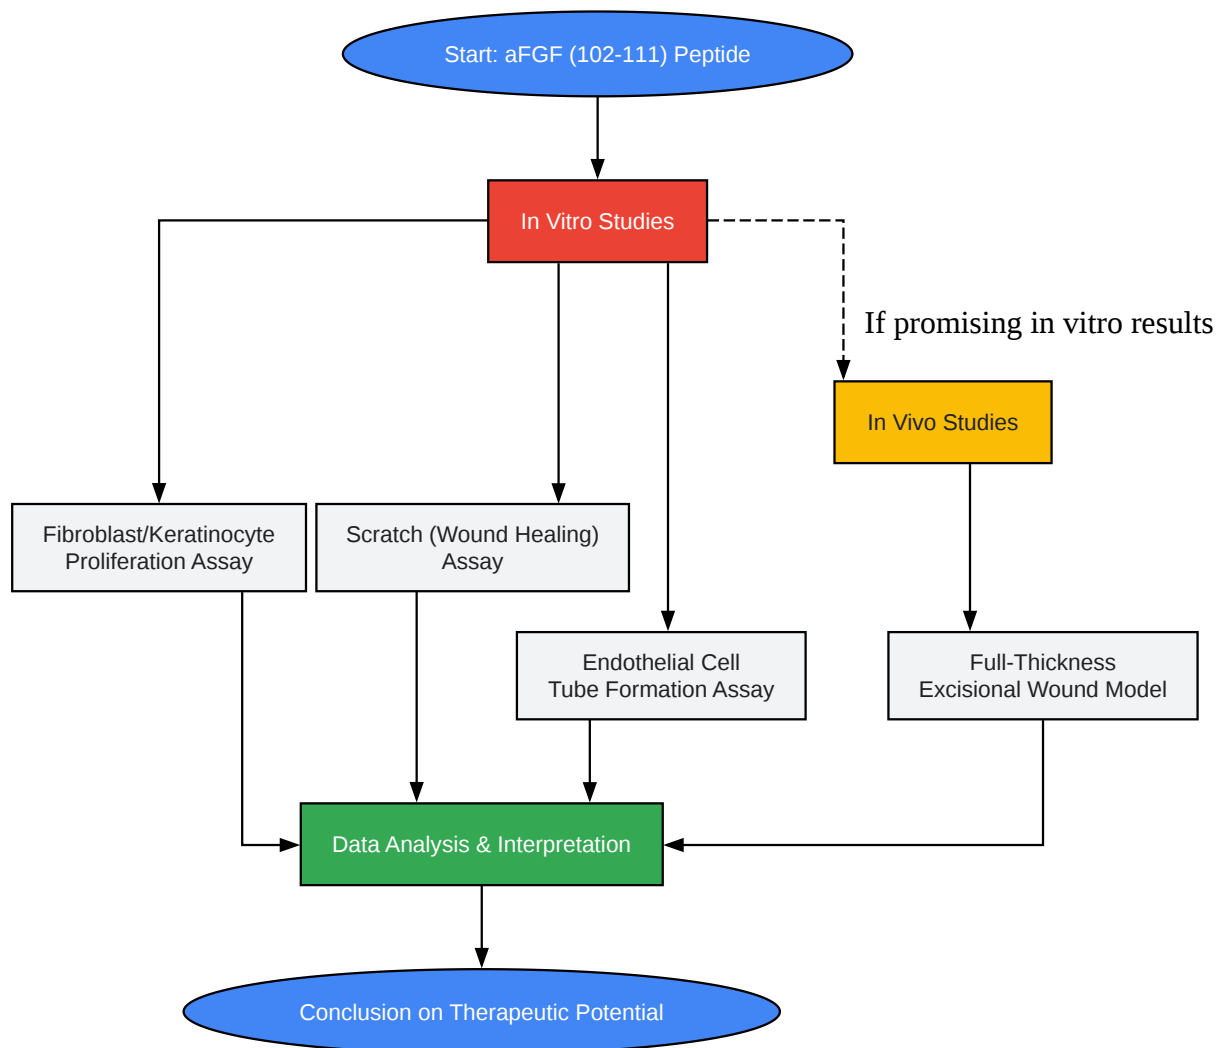 Start: aFGF (102-111) Peptide
In Vitro Studies
If promising in vitro results
In Vivo Studies
Fibroblast/Keratinocyte
Proliferation Assay
Scratch (Wound Healing)
Assay
Endothelial Cell
Tube Formation Assay
Full-Thickness
Excisional Wound Model
Data Analysis & Interpretation
Conclusion on Therapeutic Potential